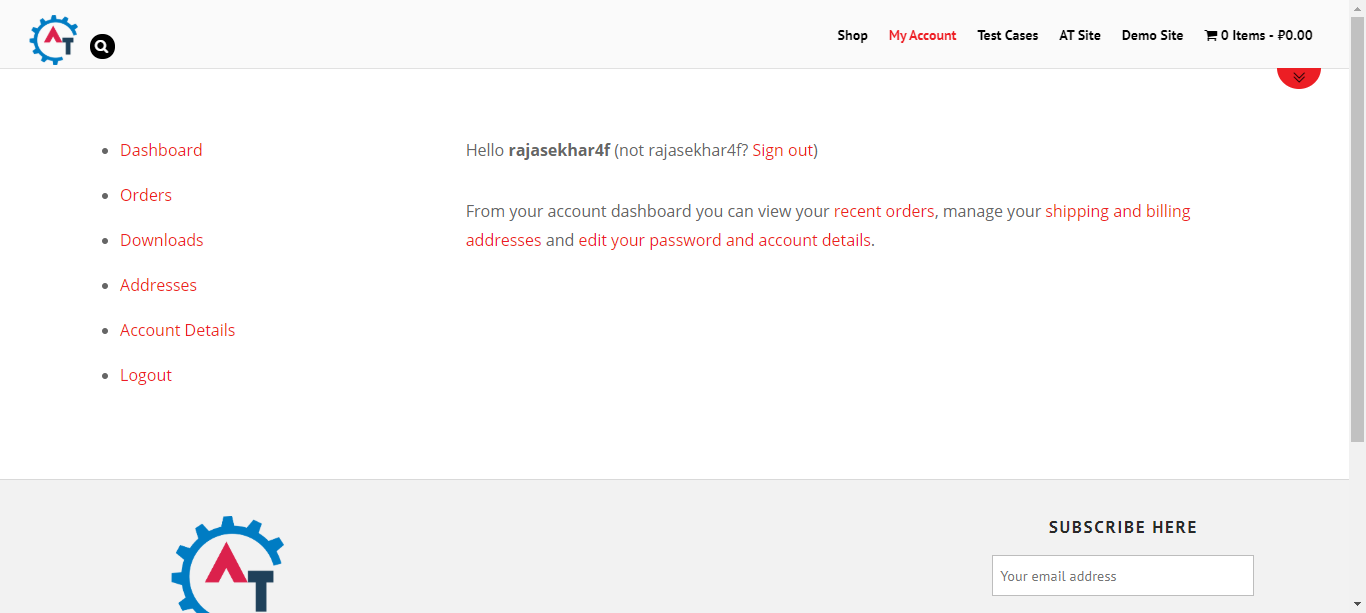 AT
Shop My Account Test Cases AT Site Demo Site 0 Items - ₽0.00
Dashboard
Orders
Downloads
Addresses
Account Details
Logout
Hello rajasekhar4f (not rajasekhar4f? Sign out)
From your account dashboard you can view your recent orders, manage your shipping and billing
addresses and edit your password and account details.
AT
SUBSCRIBE HERE
Your email address